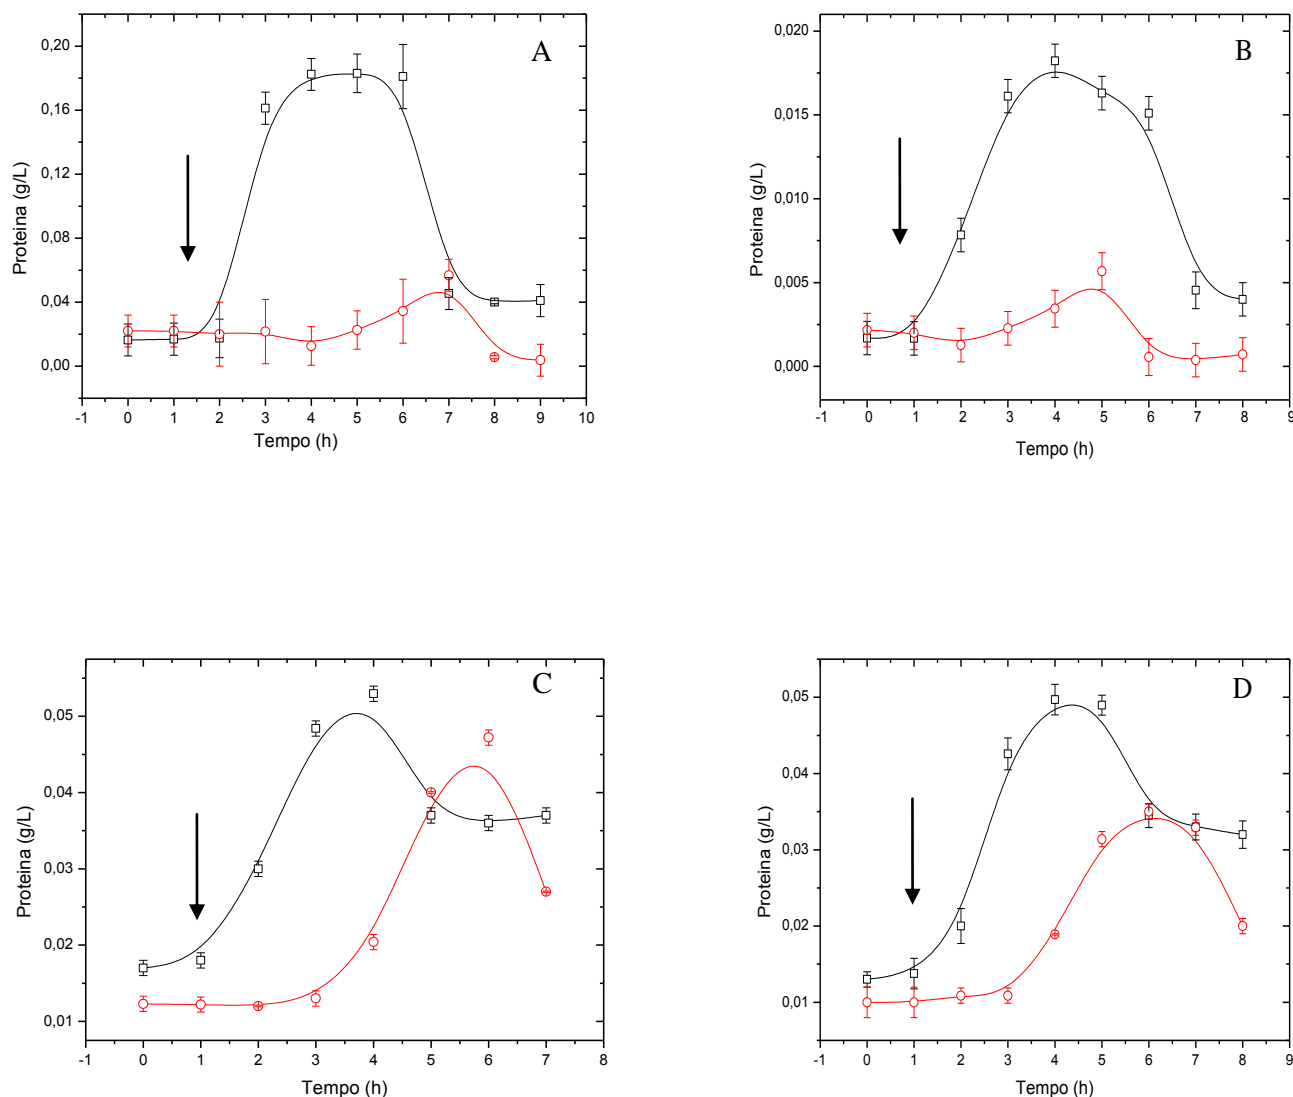 A
0,20
0,16
0,12
0,08
0,04
0,00
Proteina (g/L)
-1 0 1 2 3 4 5 6 7 8 9 10
Tempo (h)
B
0,020
0,015
0,010
0,005
0,000
Proteina (g/L)
-1 0 1 2 3 4 5 6 7 8 9
Tempo (h)
C
0,05
0,04
0,03
0,02
0,01
Proteina (g/L)
-1 0 1 2 3 4 5 6 7 8
Tempo (h)
D
0,05
0,04
0,03
0,02
0,01
Proteina (g/L)
-1 0 1 2 3 4 5 6 7 8 9
Tempo (h)